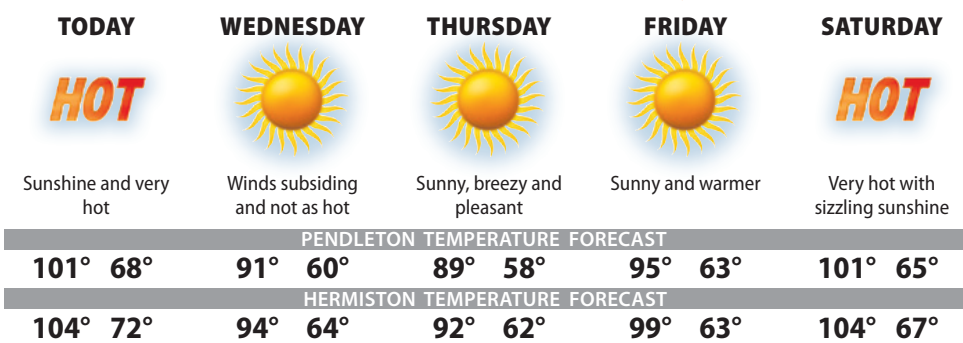 TODAY WEDNESDAY THURSDAY FRIDAY SATURDAY
HOT HOT
Sunshine and very Winds subsiding Sunny, breezy and Sunny and warmer Very hot with
hot and not as hot pleasant sizzling sunshine
PENDLETON TEMPERATURE FORECAST
101° 68° 91° 60° 89° 58° 95° 63° 101° 65°
HERMISTON TEMPERATURE FORECAST
104° 72° 94° 64° 92° 62° 99° 63° 104° 67°